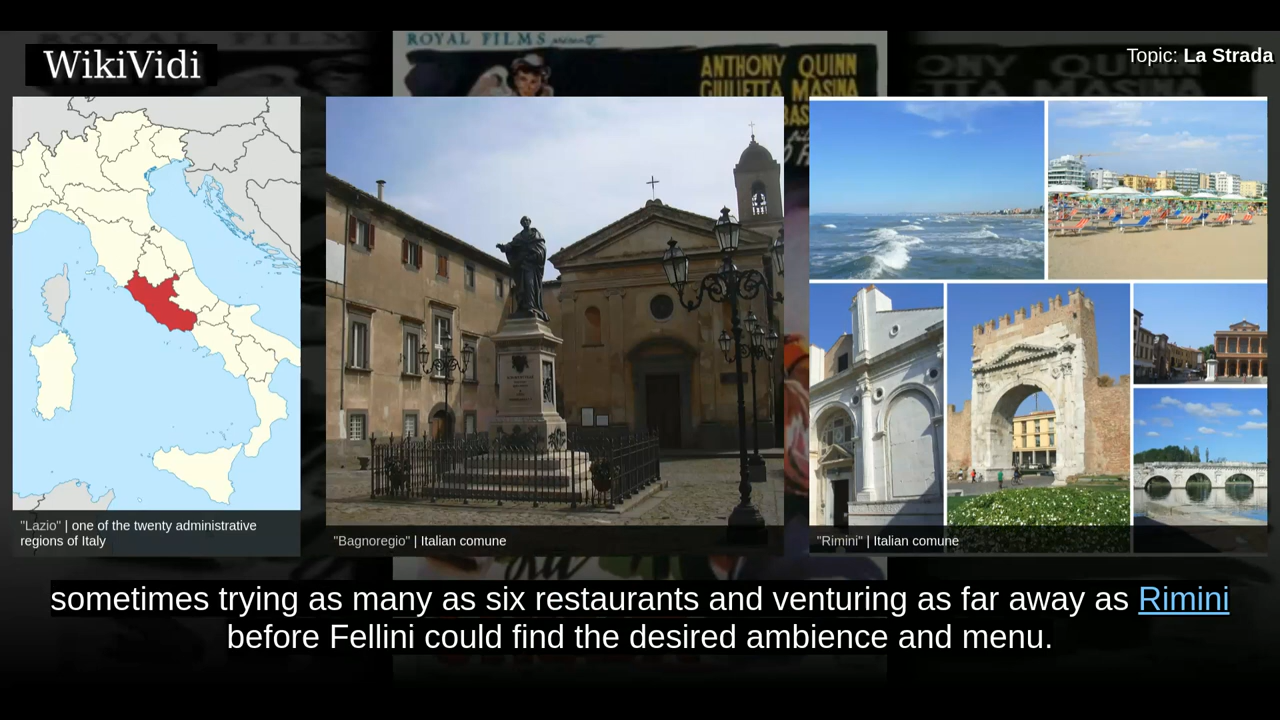 ROYAL FILMS presents
WikiVidi
Topic: La Strada
ANTHONY QUINN
GIULIETTA MASINA
"Lazio" | one of the twenty administrative
regions of Italy
"Bagnoregio" | Italian comune
"Rimini" | Italian comune
sometimes trying as many as six restaurants and venturing as far away as Rimini
before Fellini could find the desired ambience and menu.